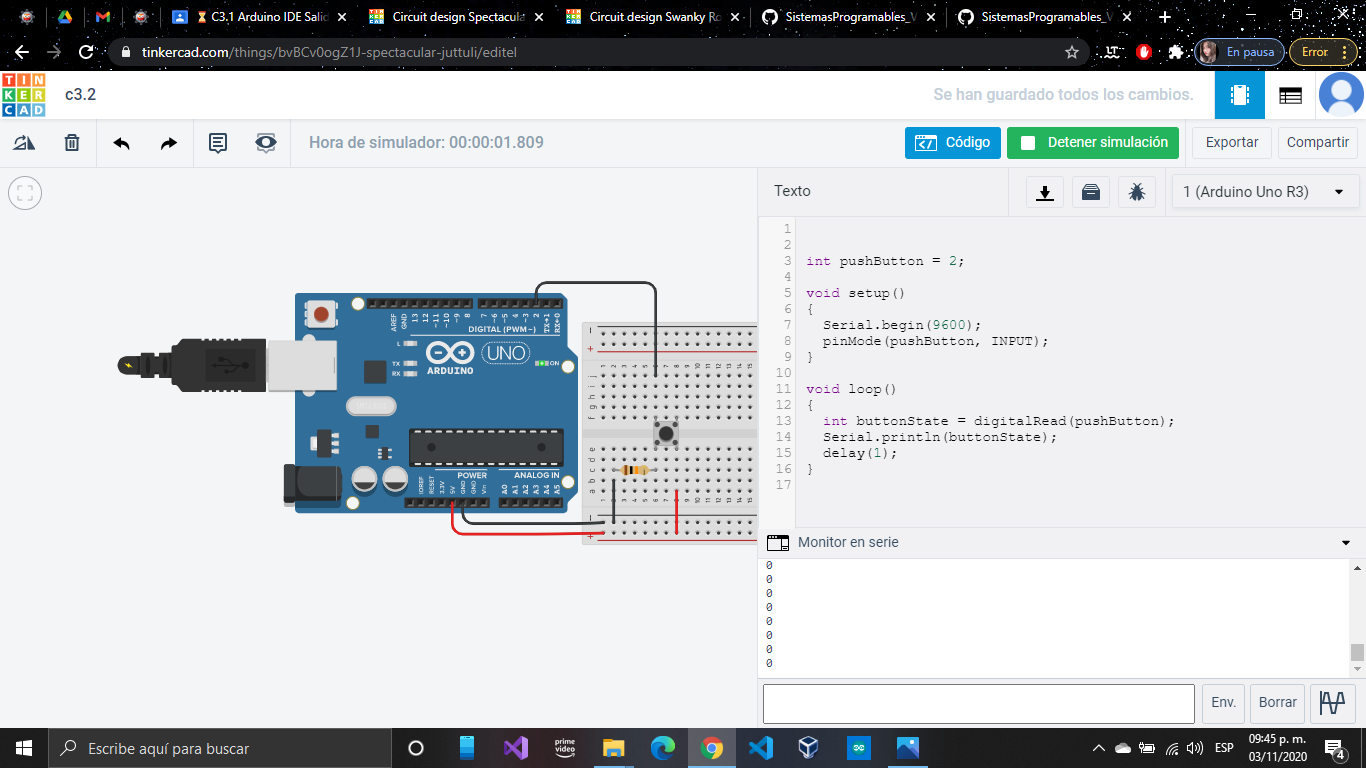 C3.1 Arduino IDE Salid
Circuit design Spectacula
Circuit design Swanky Ro
SistemasProgramables_V
SistemasProgramables_V
tinkercad.com/things/bvBCv0ogZ1J-spectacular-juttuli/editel
En pausa
Error
TINKERCAD
c3.2
Se han guardado todos los cambios.
Hora de simulador: 00:00:01.809
Código
Detener simulación
Exportar
Compartir
Texto
1 (Arduino Uno R3)
1
2
3 int pushButton = 2;
4
5 void setup()
6 {
7 Serial.begin(9600);
8 pinMode(pushButton, INPUT);
9 }
10
11 void loop()
12 {
13 int buttonState = digitalRead(pushButton);
14 Serial.println(buttonState);
15 delay(1);
16 }
17
AREF GND 13 12 ~11 ~10 ~9 8 7 ~6 ~5 4 ~3 2 TX→1 RX←0
DIGITAL (PWM~)
L
TX
RX
UNO
ARDUINO
ON
POWER
ANALOG IN
IOREF RESET 3.3V 5V GND GND Vin A0 A1 A2 A3 A4 A5
Monitor en serie
0
0
0
0
0
0
0
0
Env.
Borrar
Escribe aquí para buscar
prime video
ESP
09:45 p. m.
03/11/2020
4